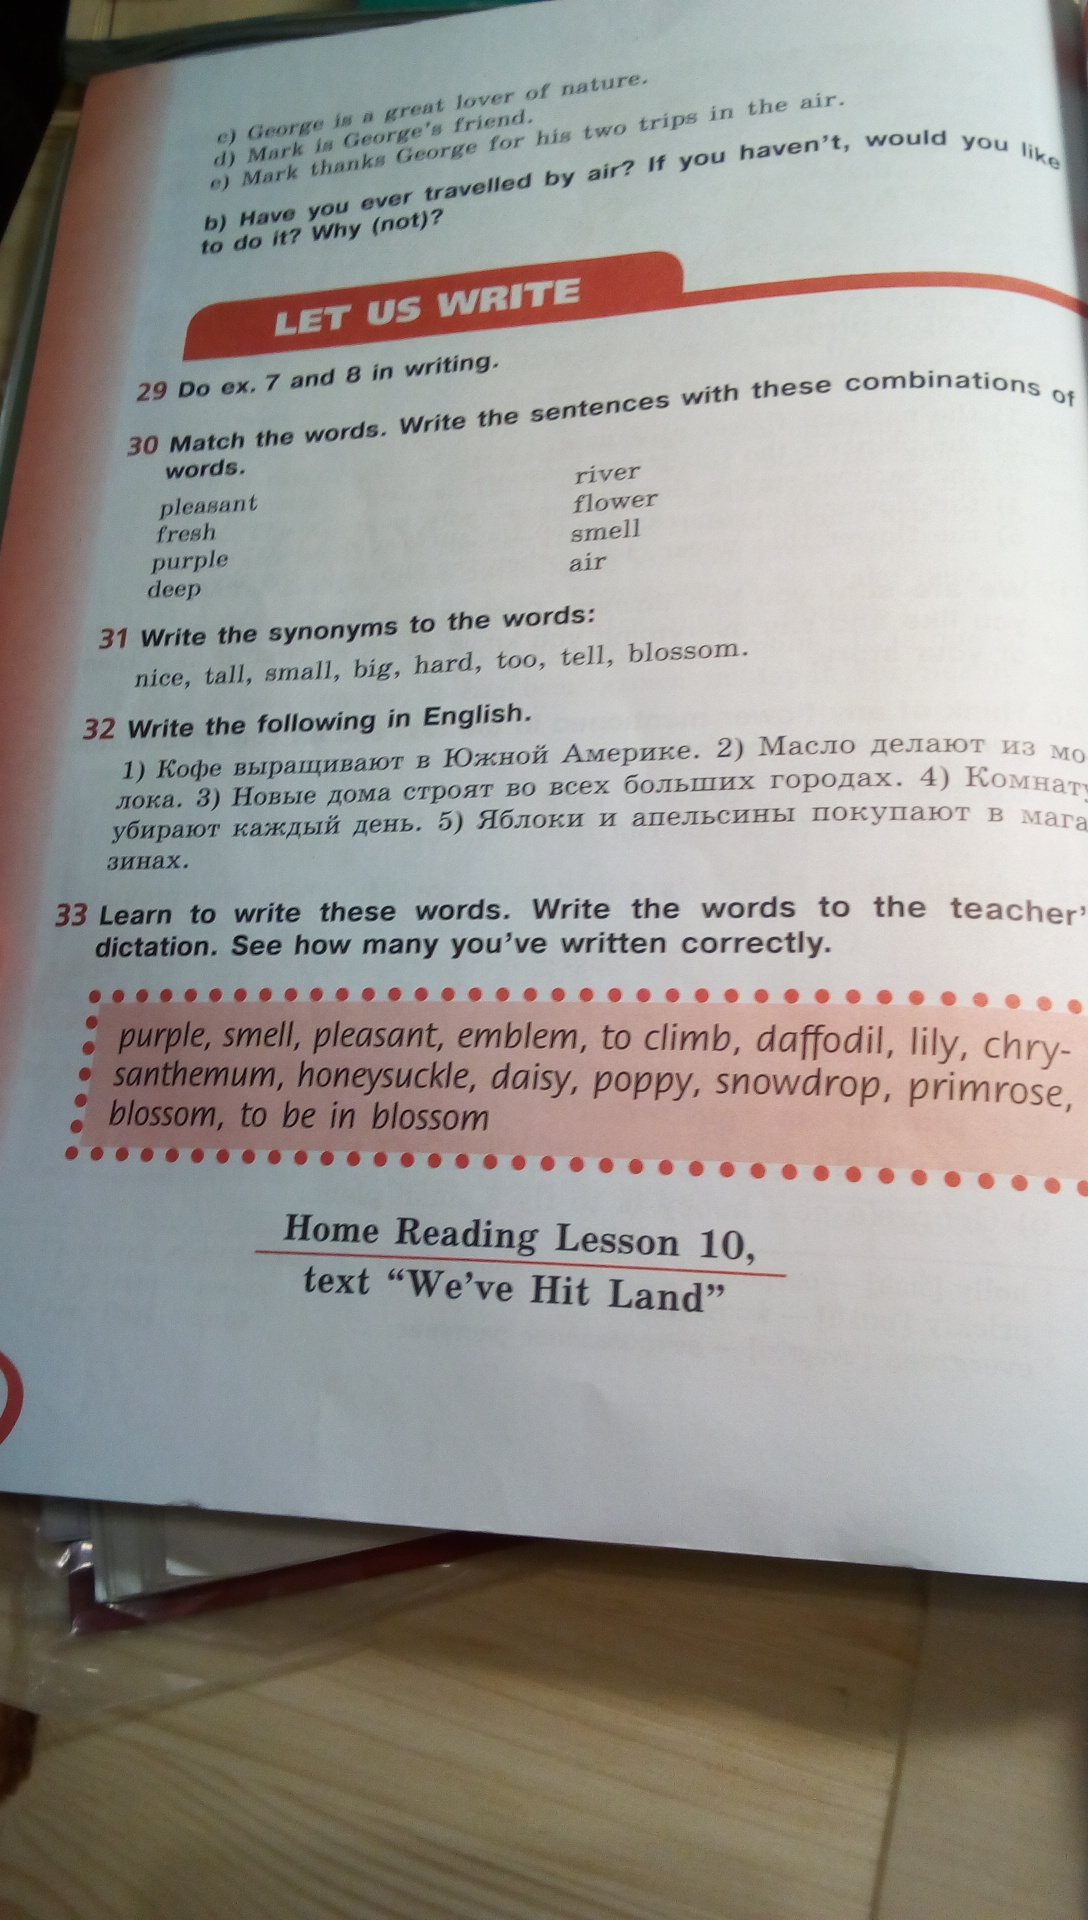 c) George is a great lover of nature.
d) Mark is George's friend.
e) Mark thanks George for his two trips in the air.
b) Have you ever travelled by air? If you haven't, would you like
to do it? Why (not)?
LET US WRITE
29 Do ex. 7 and 8 in writing.
30 Match the words. Write the sentences with these combinations of
words.
pleasant river
fresh flower
purple smell
deep air
31 Write the synonyms to the words:
nice, tall, small, big, hard, too, tell, blossom.
32 Write the following in English.
1) Кофе выращивают в Южной Америке. 2) Масло делают из мо-
лока. 3) Новые дома строят во всех больших городах. 4) Комнату
убирают каждый день. 5) Яблоки и апельсины покупают в мага
зинах.
33 Learn to write these words. Write the words to the teacher'
dictation. See how many you've written correctly.
purple, smell, pleasant, emblem, to climb, daffodil, lily, chry-
santhemum, honeysuckle, daisy, poppy, snowdrop, primrose,
blossom, to be in blossom
Home Reading Lesson 10,
text “We've Hit Land”